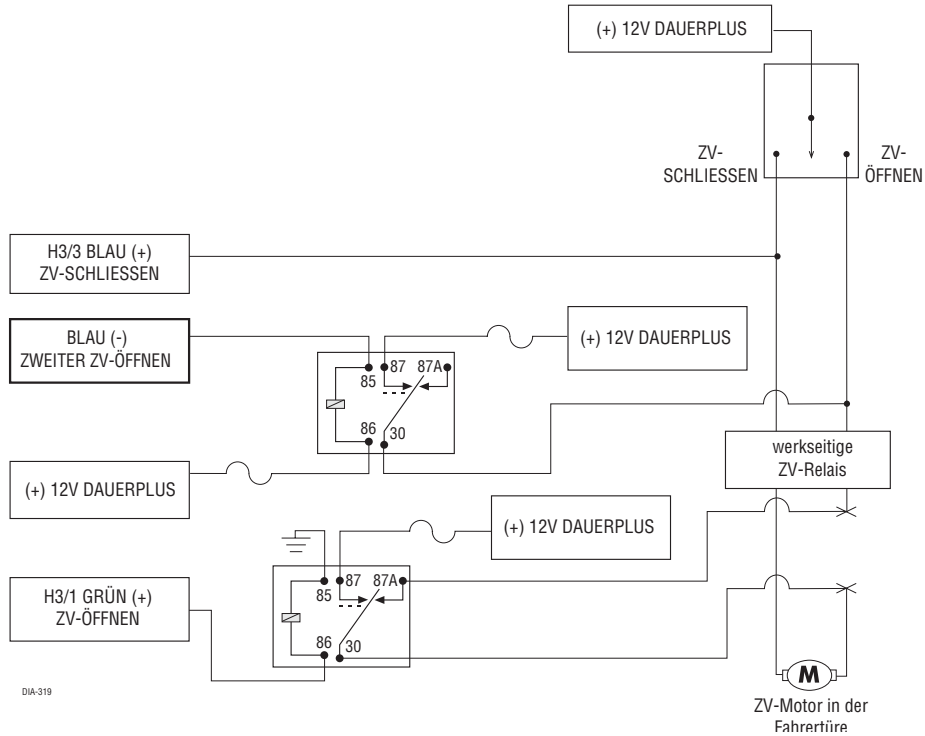 (+) 12V DAUERPLUS
ZV-
SCHLIESSEN
ZV-
ÖFFNEN
H3/3 BLAU (+)
ZV-SCHLIESSEN
BLAU (-)
ZWEITER ZV-ÖFFNEN
(+) 12V DAUERPLUS
87 87A
85
86
30
werkseitige
ZV-Relais
(+) 12V DAUERPLUS
(+) 12V DAUERPLUS
87 87A
85
H3/1 GRÜN (+)
ZV-ÖFFNEN
86
30
M
DIA-319
ZV-Motor in der
Fahrertüre